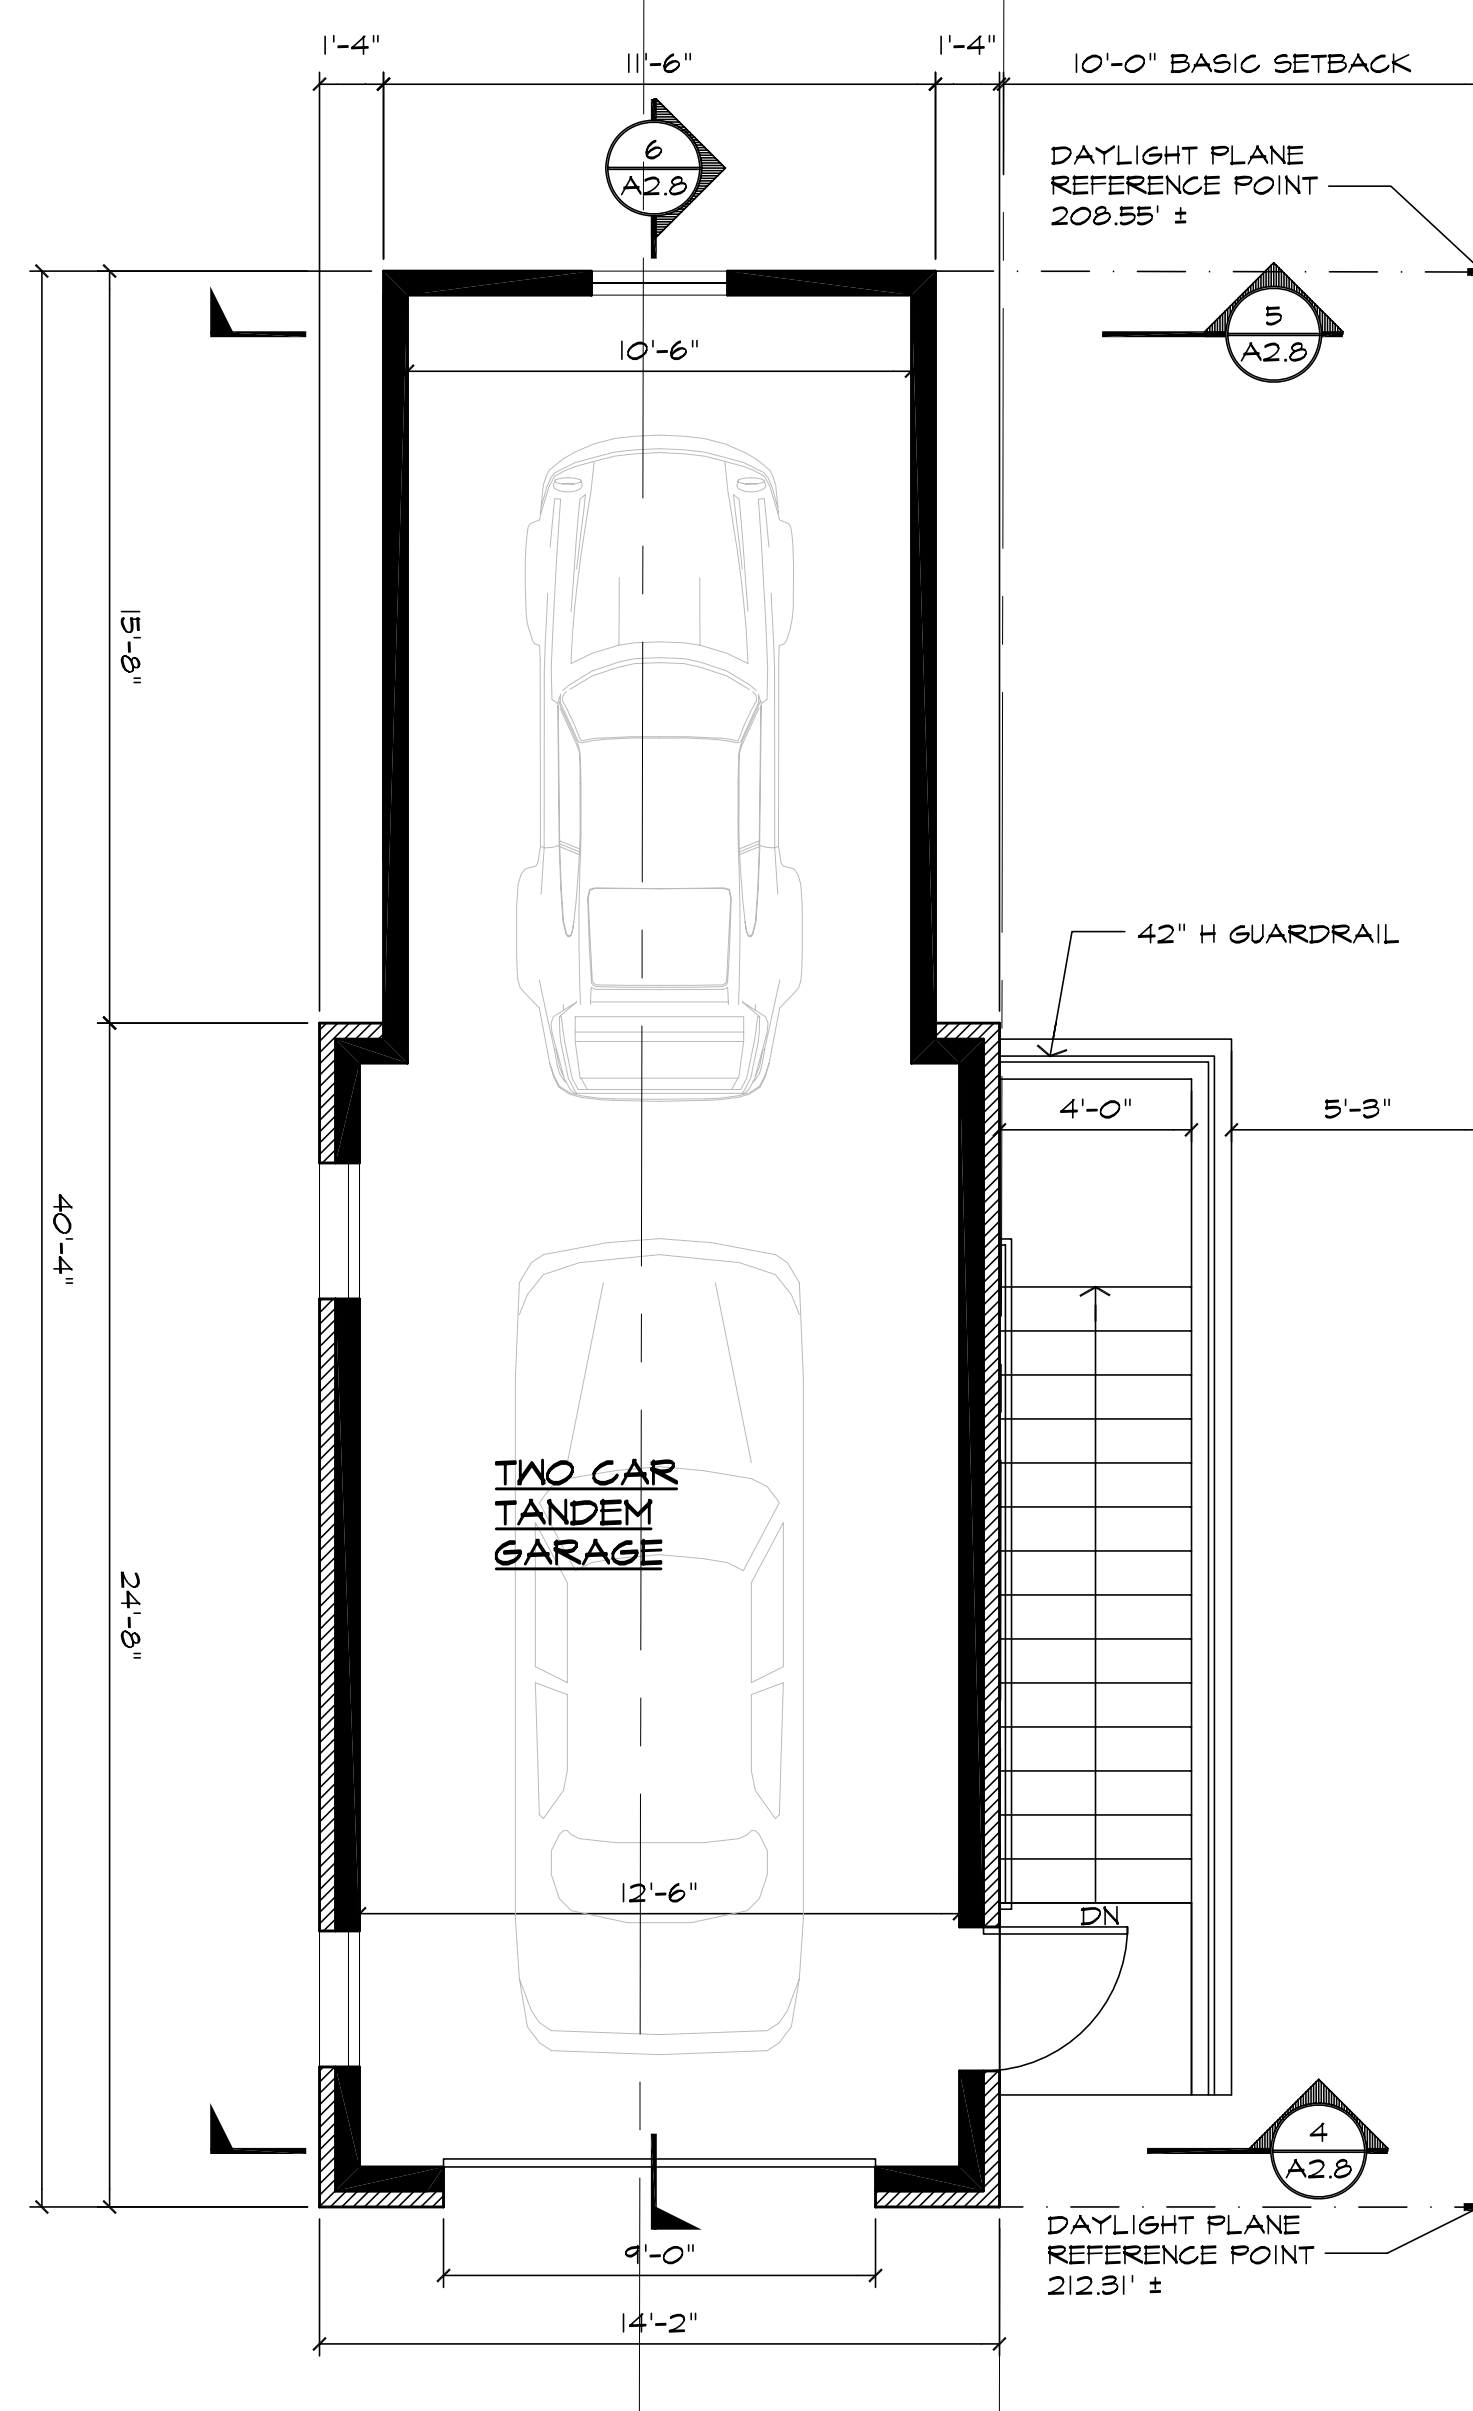 1'-4"
11'-6"
1'-4"
10'-0" BASIC SETBACK
6
A2.8
DAYLIGHT PLANE
REFERENCE POINT
208.55' ±
5
A2.8
10'-6"
15'-8"
42" H GUARDRAIL
4'-0"
5'-3"
40'-4"
TWO CAR
TANDEM
GARAGE
24'-8"
12'-6"
DN
4
A2.8
DAYLIGHT PLANE
REFERENCE POINT
212.31' ±
9'-0"
14'-2"